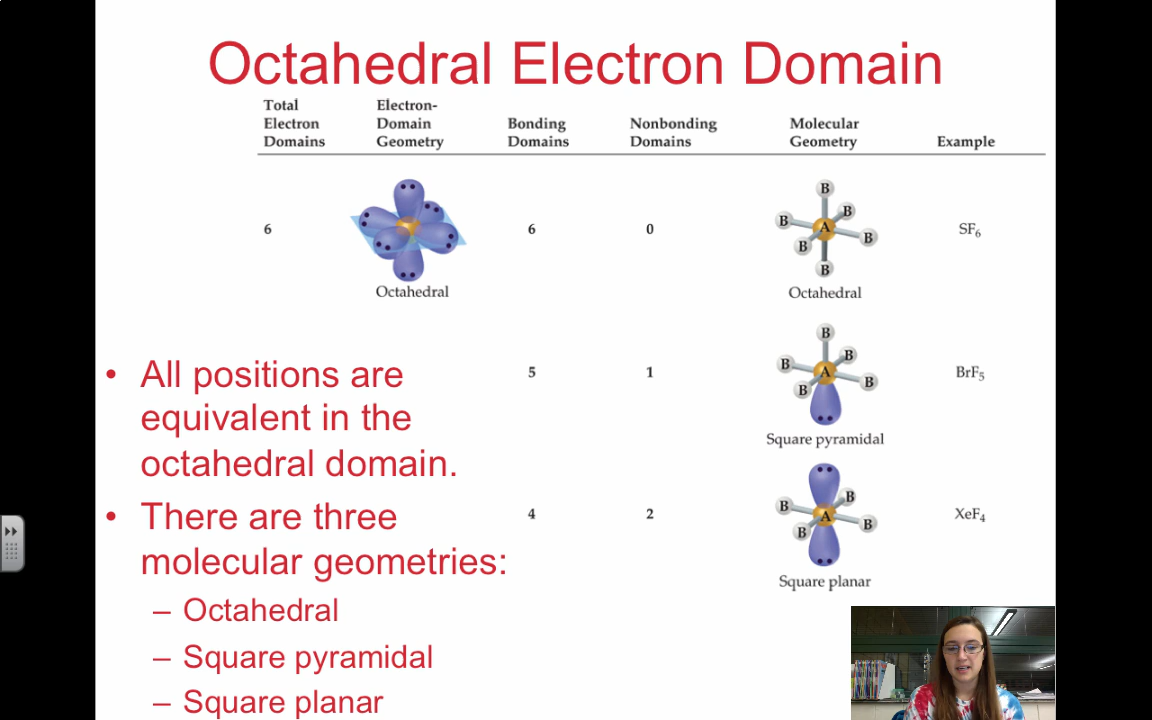 Octahedral Electron Domain
Total Electron- 
Electron Domain Bonding Nonbonding Molecular
Domains Geometry Domains Domains Geometry Example
B
B
B A
6 6 0 B SF6
B
B
Octahedral Octahedral
B
B
• All positions are B A
5 1 B BrF5
B
equivalent in the
Square pyramidal
octahedral domain.
B
• There are three B A
4 2 B XeF4
B
molecular geometries:
Square planar
– Octahedral
– Square pyramidal
– Square planar